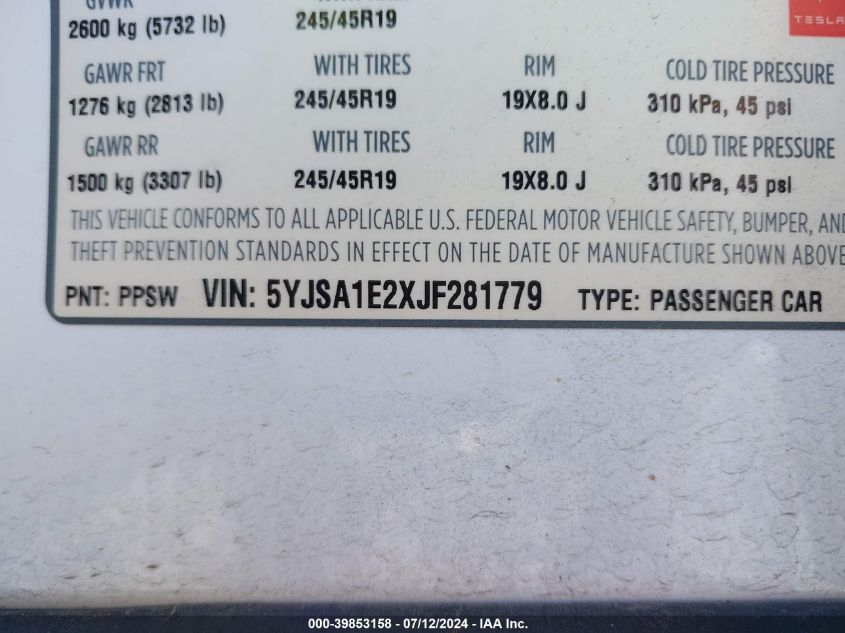 GVWR WITH TIRES
2600 kg (5732 lb) 245/45R19
TESLA
GAWR FRT WITH TIRES RIM COLD TIRE PRESSURE
1276 kg (2813 lb) 245/45R19 19X8.0 J 310 kPa, 45 psi
GAWR RR WITH TIRES RIM COLD TIRE PRESSURE
1500 kg (3307 lb) 245/45R19 19X8.0 J 310 kPa, 45 psi
THIS VEHICLE CONFORMS TO ALL APPLICABLE U.S. FEDERAL MOTOR VEHICLE SAFETY, BUMPER, AND
THEFT PREVENTION STANDARDS IN EFFECT ON THE DATE OF MANUFACTURE SHOWN ABOVE
PNT: PPSW VIN: 5YJSA1E2XJF281779 TYPE: PASSENGER CAR
000-39853158 - 07/12/2024 - IAA Inc.